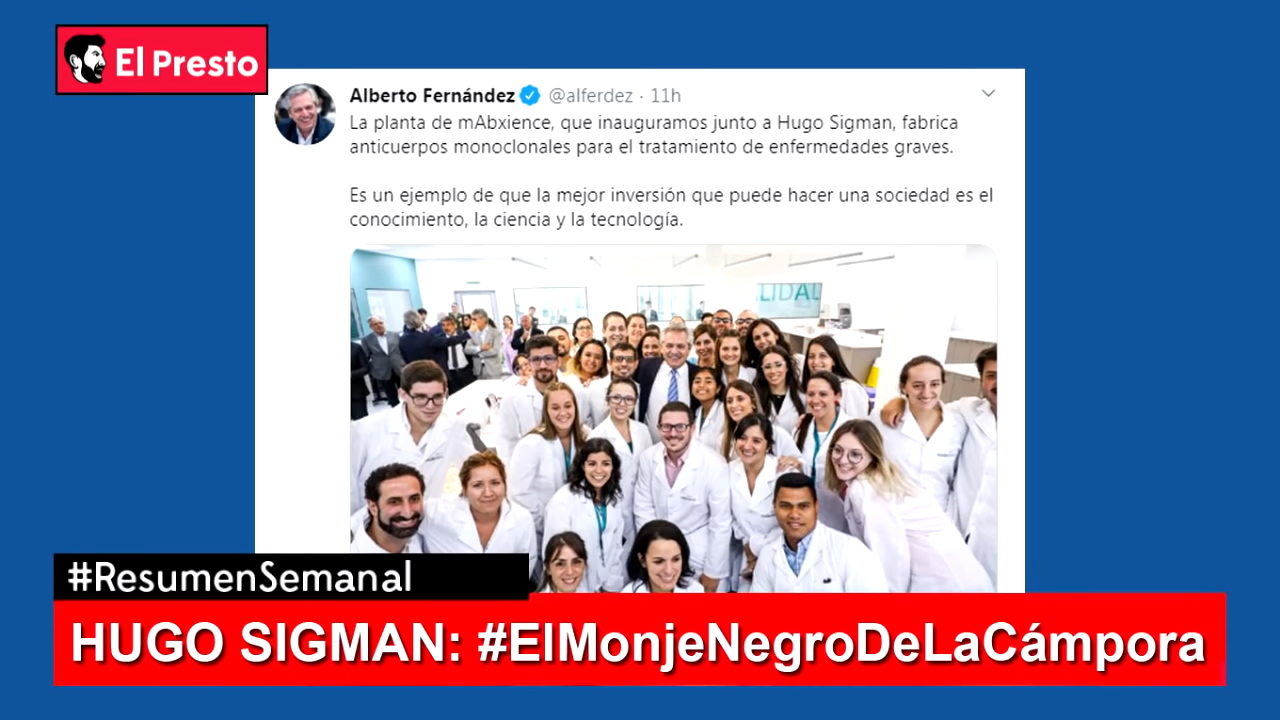 El Presto
Alberto Fernández @alferdez · 11h
La planta de mAbxience, que inauguramos junto a Hugo Sigman, fabrica
anticuerpos monoclonales para el tratamiento de enfermedades graves.
Es un ejemplo de que la mejor inversión que puede hacer una sociedad es el
conocimiento, la ciencia y la tecnología.
LIDAL
#ResumenSemanal
HUGO SIGMAN: #ElMonjeNegroDeLaCámpora